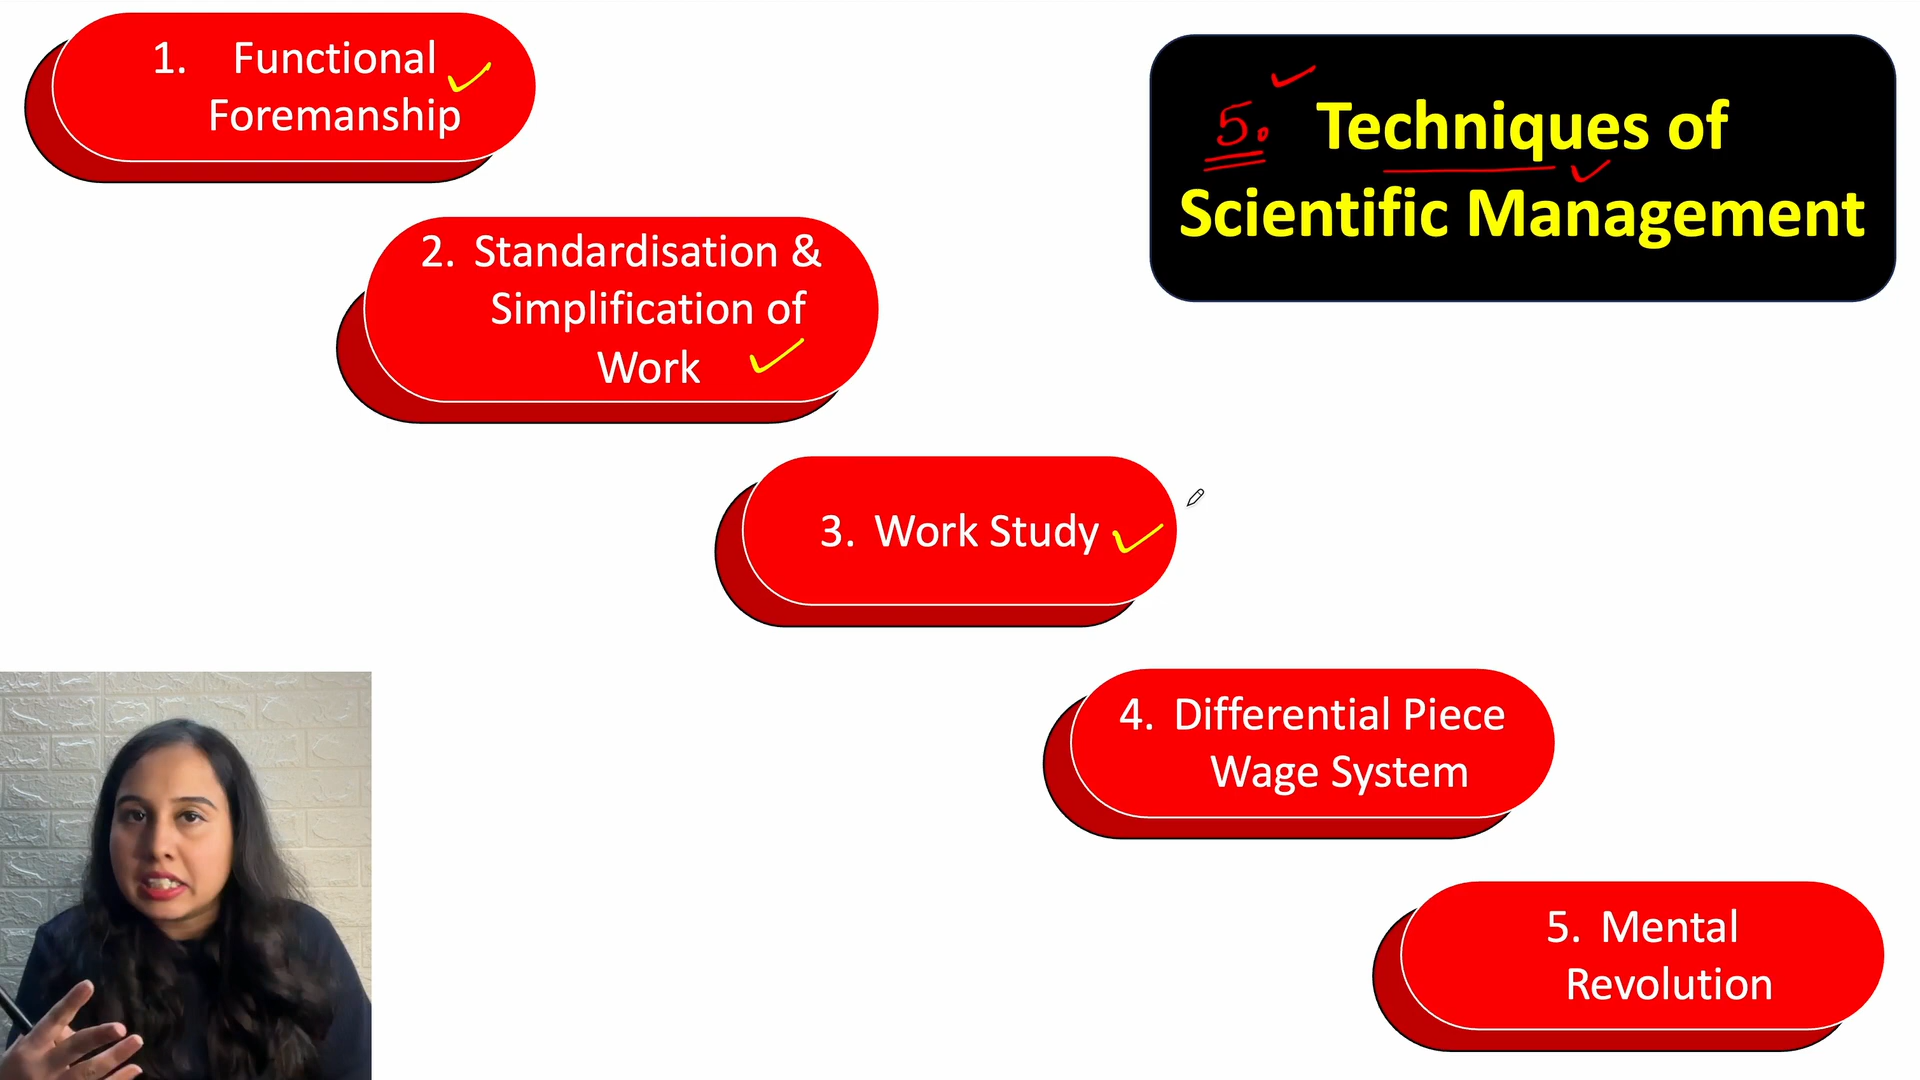 1. Functional
Foremanship
5. Techniques of
Scientific Management
2. Standardisation &
Simplification of
Work
3. Work Study
4. Differential Piece
Wage System
5. Mental
Revolution